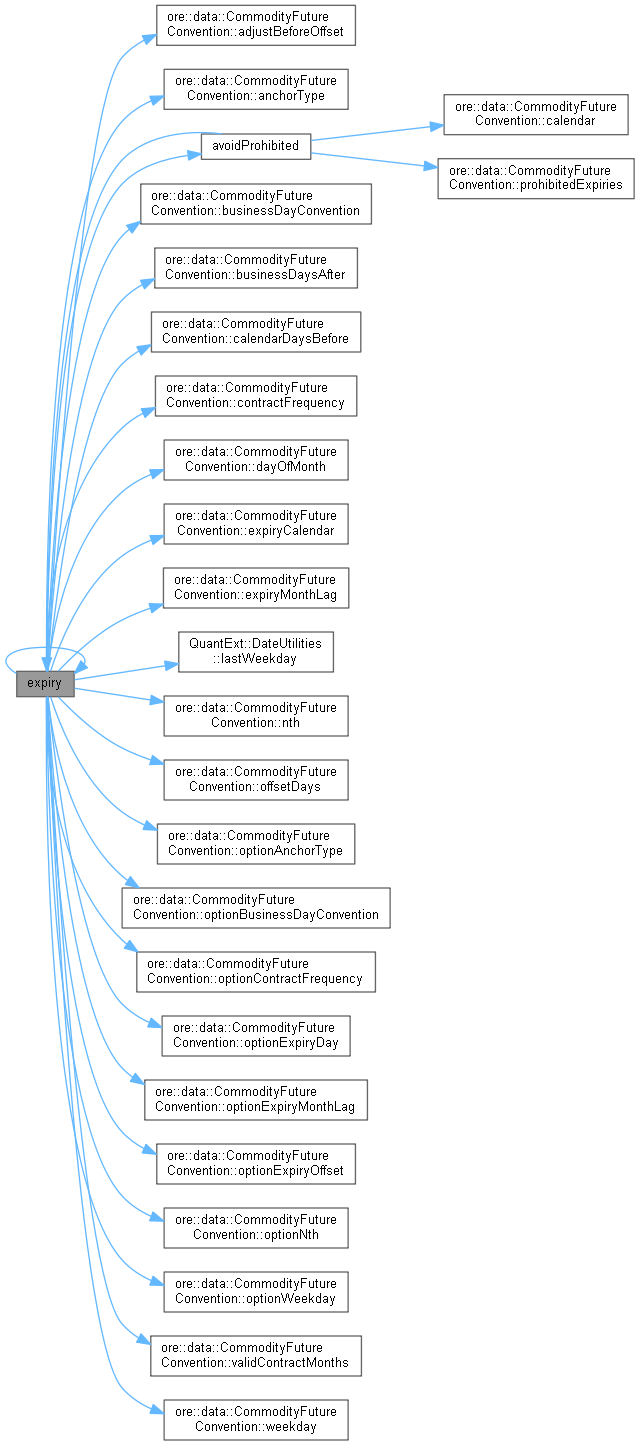 ore::data::CommodityFuture
Convention::adjustBeforeOffset
ore::data::CommodityFuture
Convention::anchorType
avoidProhibited
ore::data::CommodityFuture
Convention::calendar
ore::data::CommodityFuture
Convention::prohibitedExpiries
ore::data::CommodityFuture
Convention::businessDayConvention
ore::data::CommodityFuture
Convention::businessDaysAfter
ore::data::CommodityFuture
Convention::calendarDaysBefore
ore::data::CommodityFuture
Convention::contractFrequency
ore::data::CommodityFuture
Convention::dayOfMonth
ore::data::CommodityFuture
Convention::expiryCalendar
ore::data::CommodityFuture
Convention::expiryMonthLag
QuantExt::DateUtilities
::lastWeekday
expiry
ore::data::CommodityFuture
Convention::nth
ore::data::CommodityFuture
Convention::offsetDays
ore::data::CommodityFuture
Convention::optionAnchorType
ore::data::CommodityFuture
Convention::optionBusinessDayConvention
ore::data::CommodityFuture
Convention::optionContractFrequency
ore::data::CommodityFuture
Convention::optionExpiryDay
ore::data::CommodityFuture
Convention::optionExpiryMonthLag
ore::data::CommodityFuture
Convention::optionExpiryOffset
ore::data::CommodityFuture
Convention::optionNth
ore::data::CommodityFuture
Convention::optionWeekday
ore::data::CommodityFuture
Convention::validContractMonths
ore::data::CommodityFuture
Convention::weekday